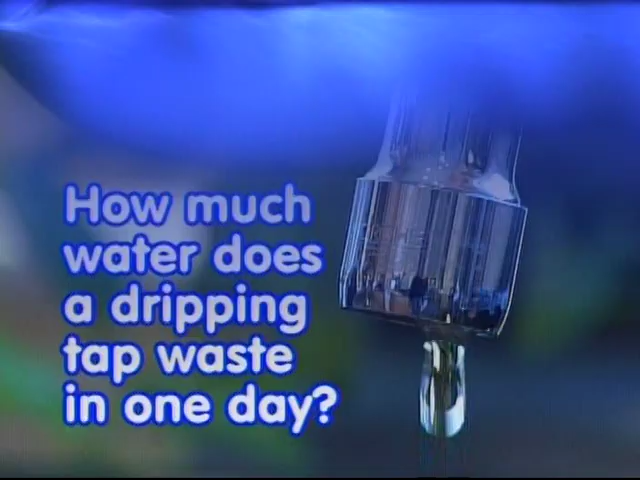 How much
water does
a dripping
tap waste
in one day?